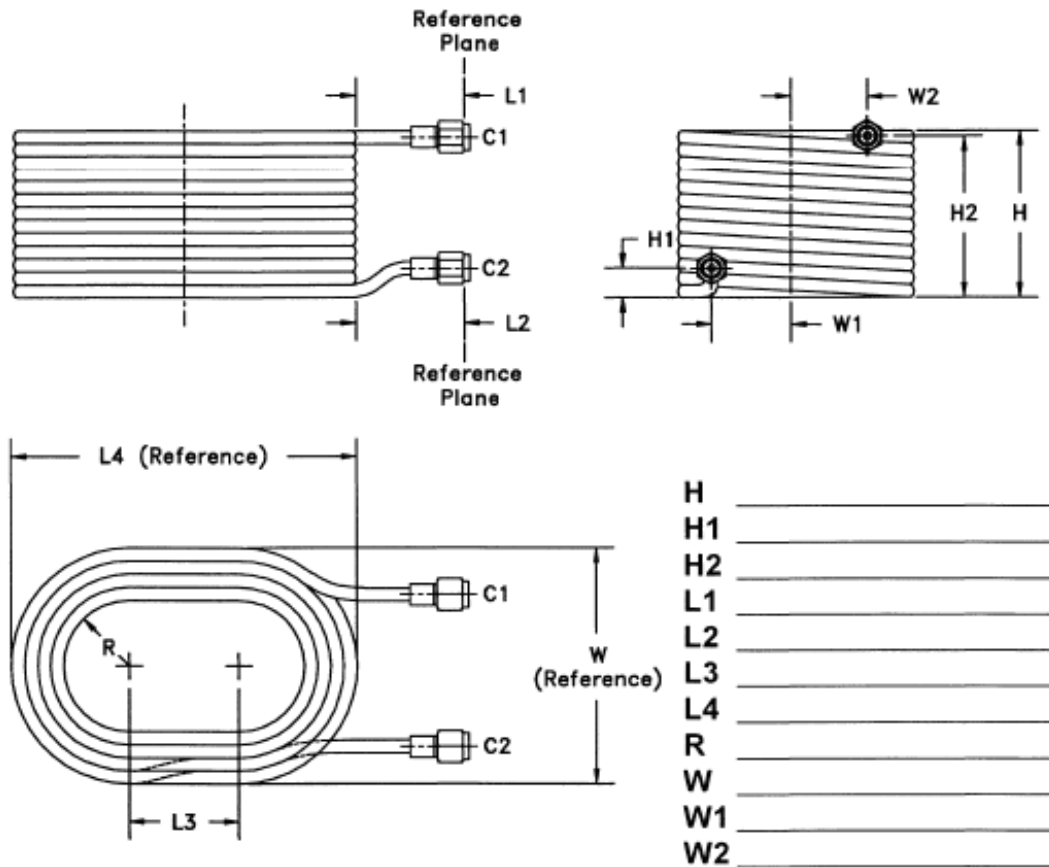 Reference
Plane
L1
C1
C2
L2
Reference
Plane
W2
H1
H2
H
W1
L4 (Reference)
C1
R
W
(Reference)
C2
L3
H
H1
H2
L1
L2
L3
L4
R
W
W1
W2